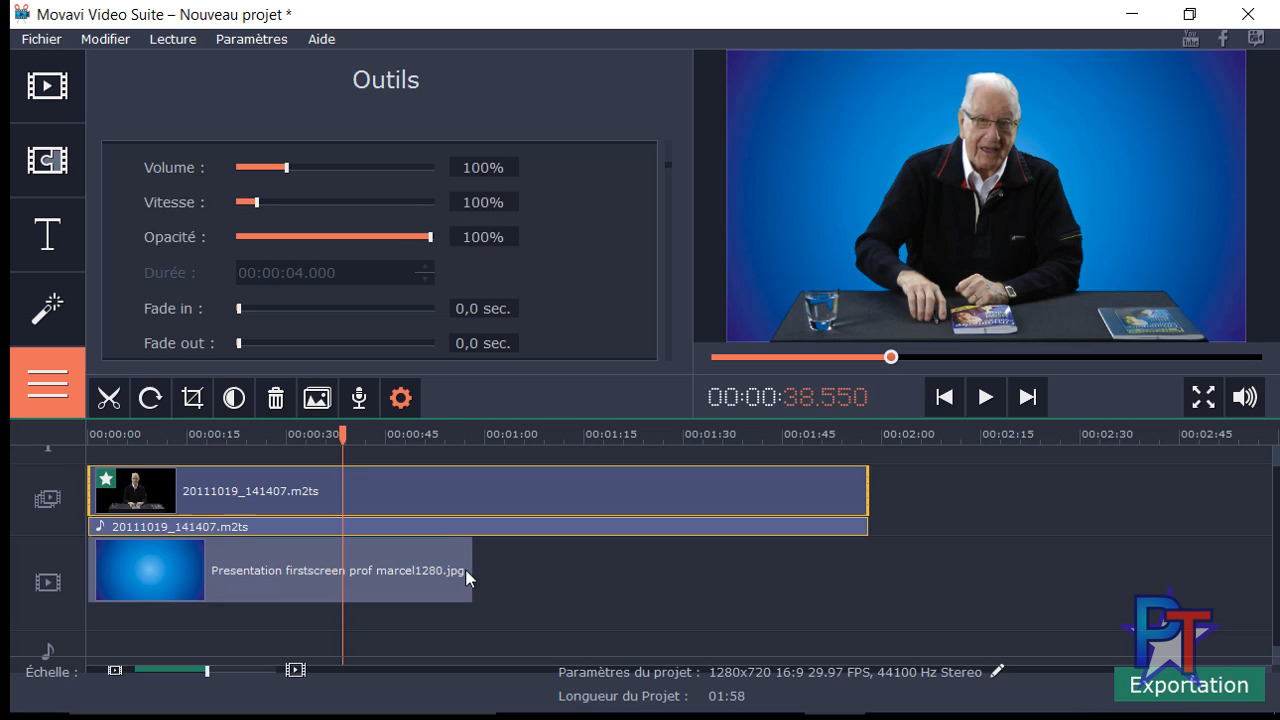 Movavi Video Suite – Nouveau projet *
Fichier Modifier Lecture Paramètres Aide
You Tube
Outils
Volume : 100%
Vitesse : 100%
Opacité : 100%
Durée : 00:00:04.000
Fade in : 0,0 sec.
Fade out : 0,0 sec.
00:00:38.550
00:00:00 00:00:15 00:00:30 00:00:45 00:01:00 00:01:15 00:01:30 00:01:45 00:02:00 00:02:15 00:02:30 00:02:45
20111019_141407.m2ts
20111019_141407.m2ts
Presentation firstscreen prof marcel1280.jpg
Échelle :
Paramètres du projet : 1280x720 16:9 29.97 FPS, 44100 Hz Stereo
Longueur du Projet : 01:58
PT
Exportation